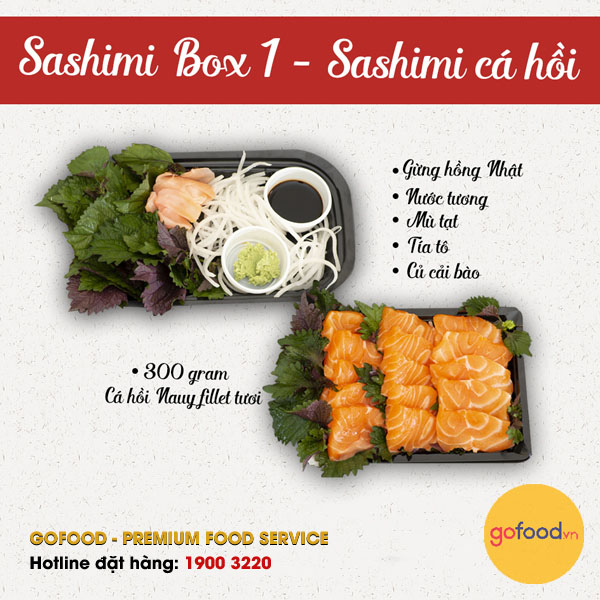 Sashimi Box 1 - Sashimi cá hồi
• Gừng hồng Nhật
• Nước tương
• Mù tạt
• Tía tô
• Củ cải bào
• 300 gram
Cá hồi Nauy fillet tươi
GOFOOD - PREMIUM FOOD SERVICE
Hotline đặt hàng: 1900 3220
gofood.vn